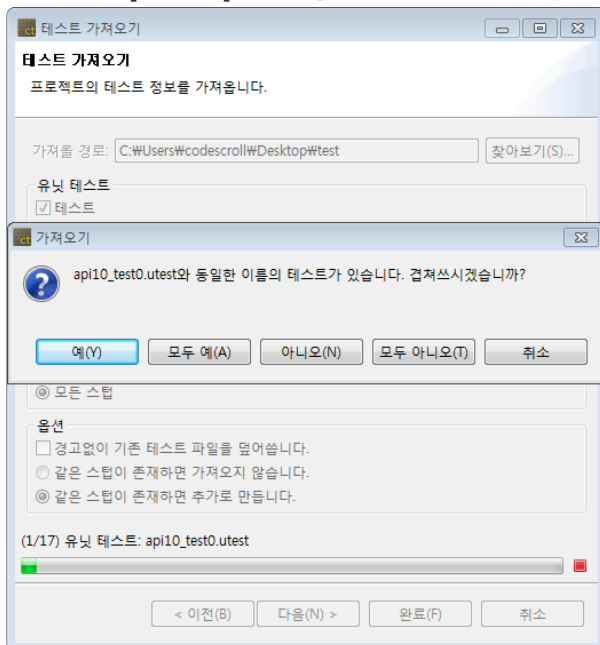 ct 테스트 가져오기
테스트 가져오기
프로젝트의 테스트 정보를 가져옵니다.
가져올 경로: C:₩Users₩codescroll₩Desktop₩test 찾아보기(S)...
유닛 테스트
테스트
ct 가져오기
api10_test0.utest와 동일한 이름의 테스트가 있습니다. 겹쳐쓰시겠습니까?
예(Y) 모두 예(A) 아니오(N) 모두 아니오(T) 취소
모든 스텁
옵션
경고없이 기존 테스트 파일을 덮어씁니다.
같은 스텁이 존재하면 가져오지 않습니다.
같은 스텁이 존재하면 추가로 만듭니다.
(1/17) 유닛 테스트: api10_test0.utest
< 이전(B) 다음(N) > 완료(F) 취소